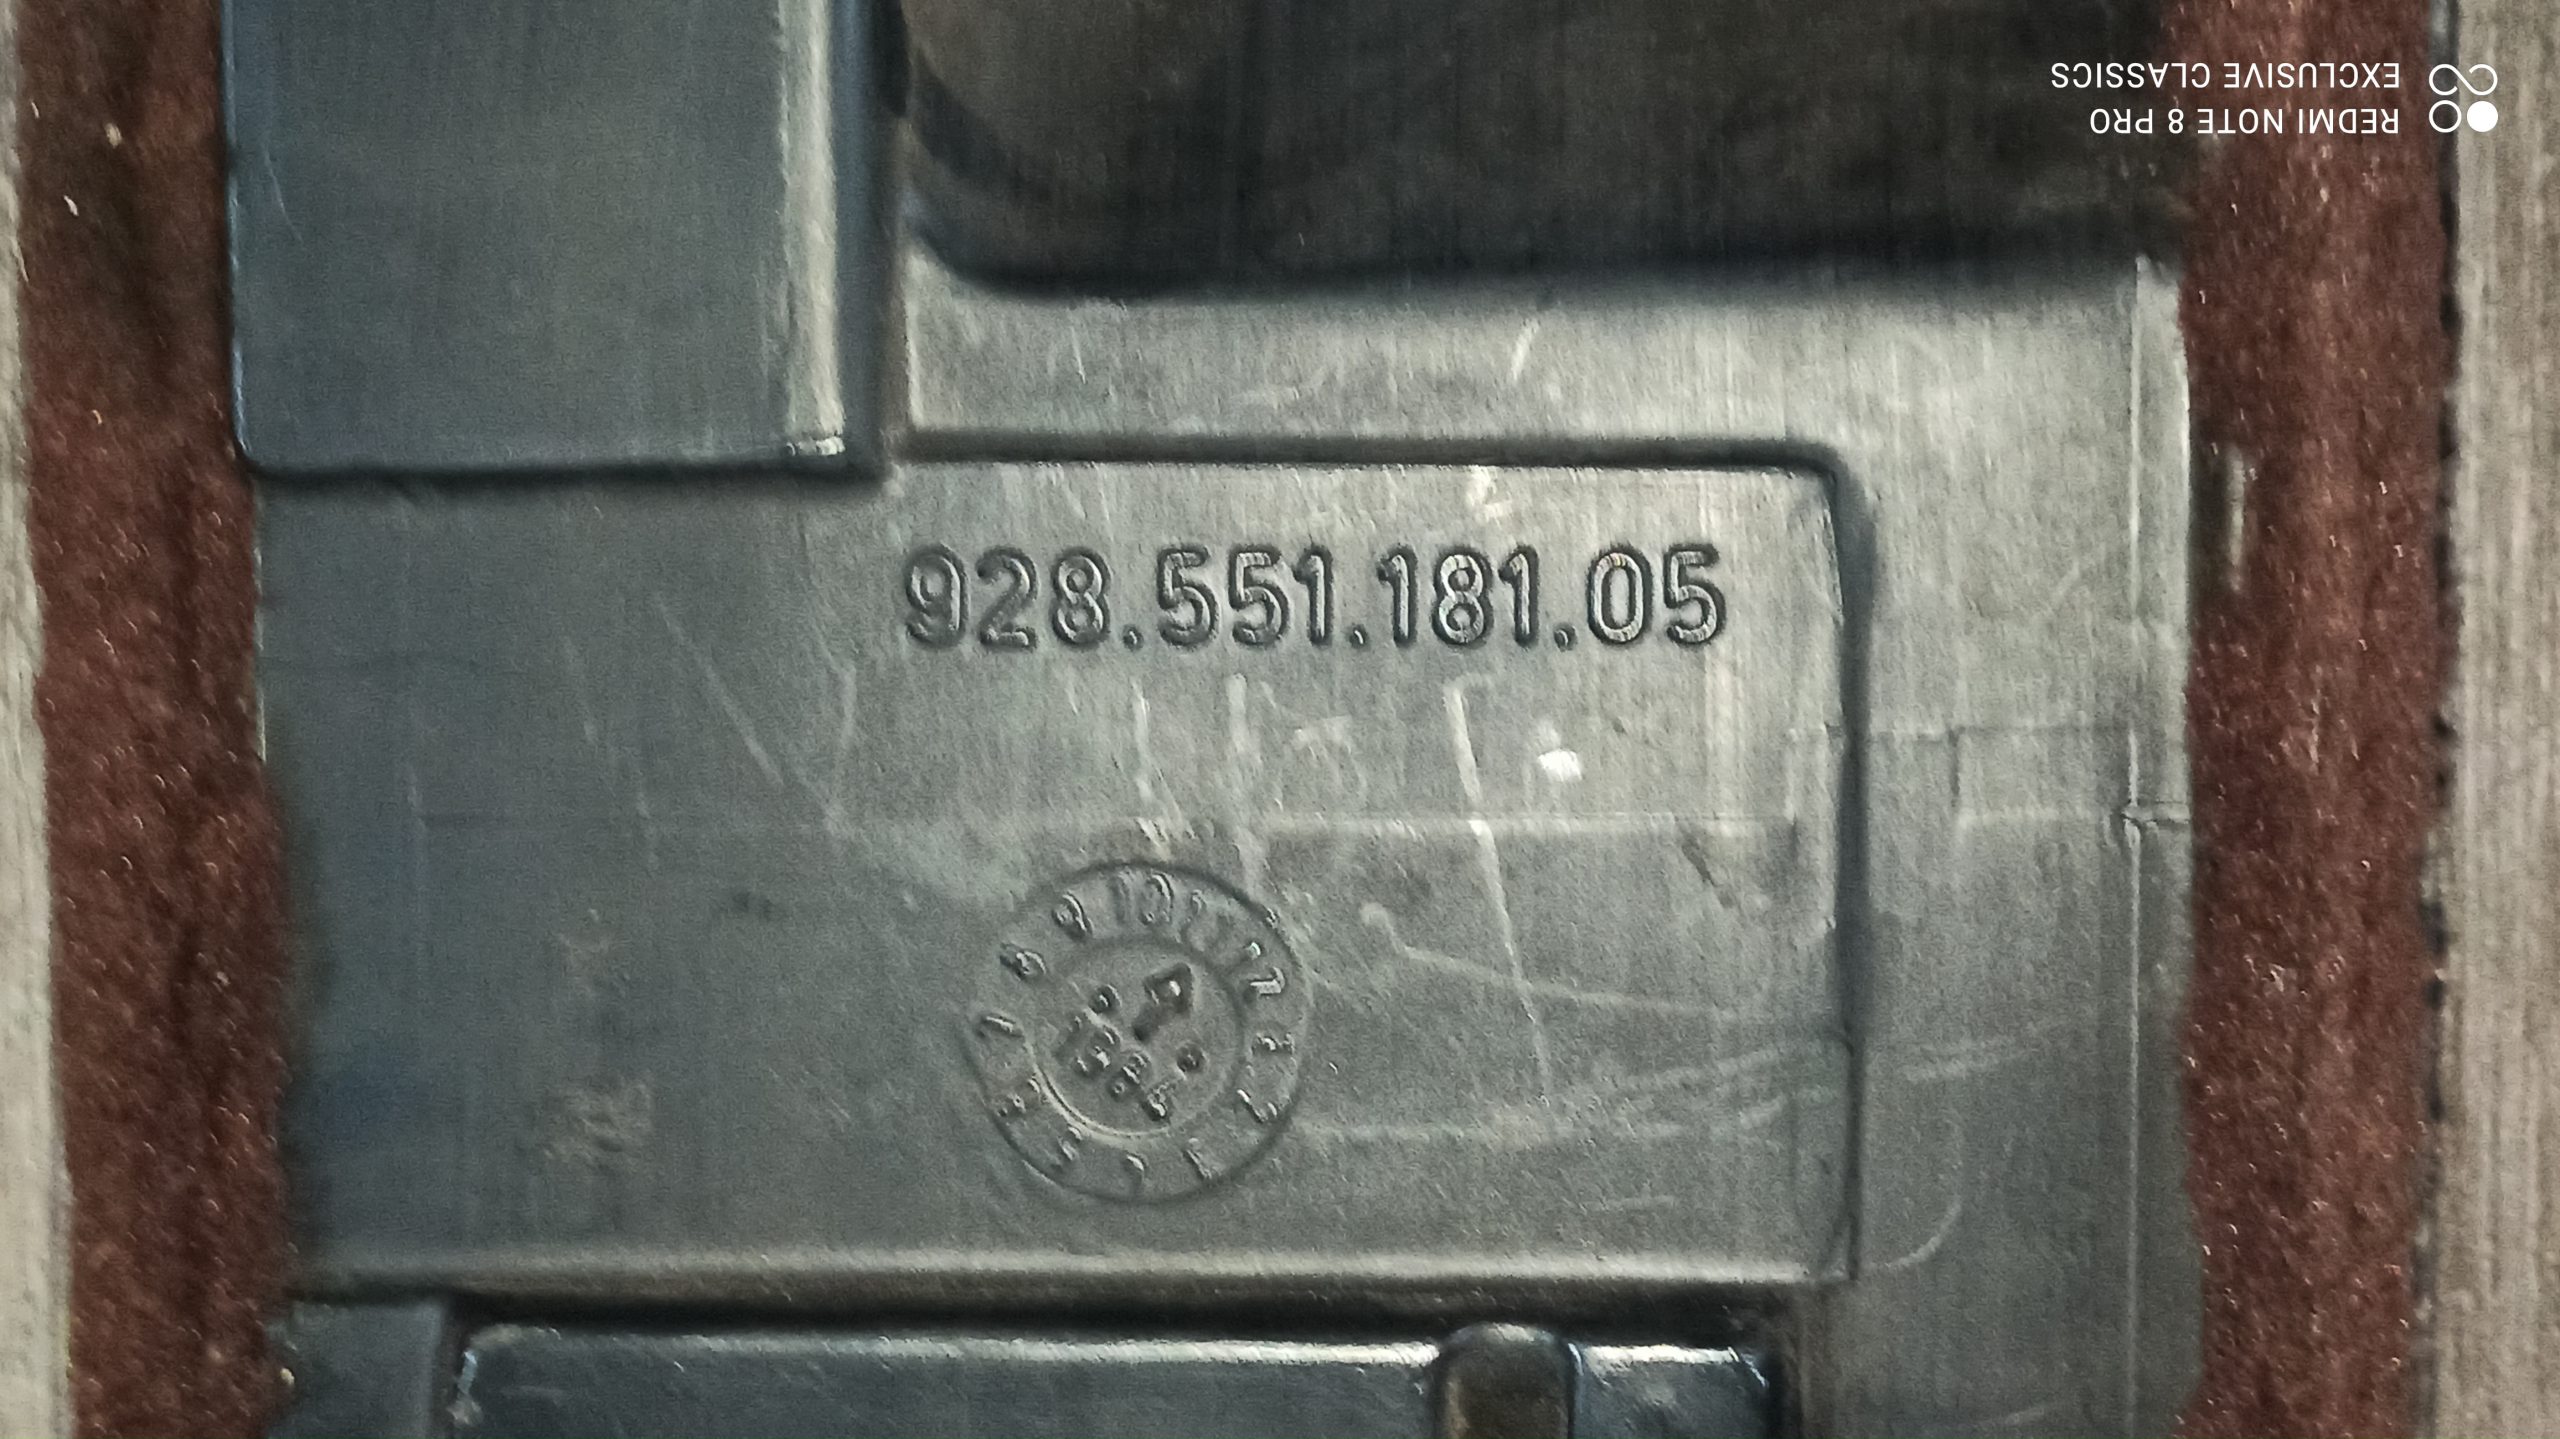 928.551.181.05
REDMI NOTE 8 PRO
EXCLUSIVE CLASSICS